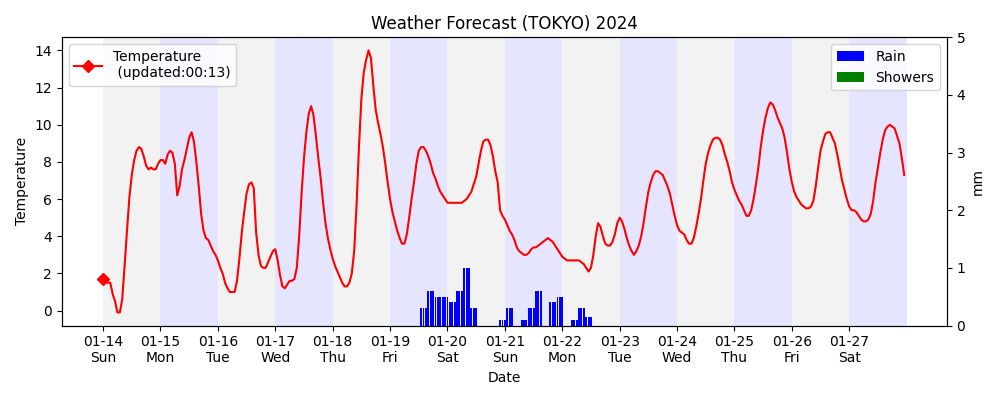 Weather Forecast (TOKYO) 2024
Temperature
(updated:00:13)
Rain
Showers
Temperature
14
12
10
8
6
4
2
0
5
4
3
2
1
0
mm
01-14 01-15 01-16 01-17 01-18 01-19 01-20 01-21 01-22 01-23 01-24 01-25 01-26 01-27
Sun Mon Tue Wed Thu Fri Sat Sun Mon Tue Wed Thu Fri Sat
Date